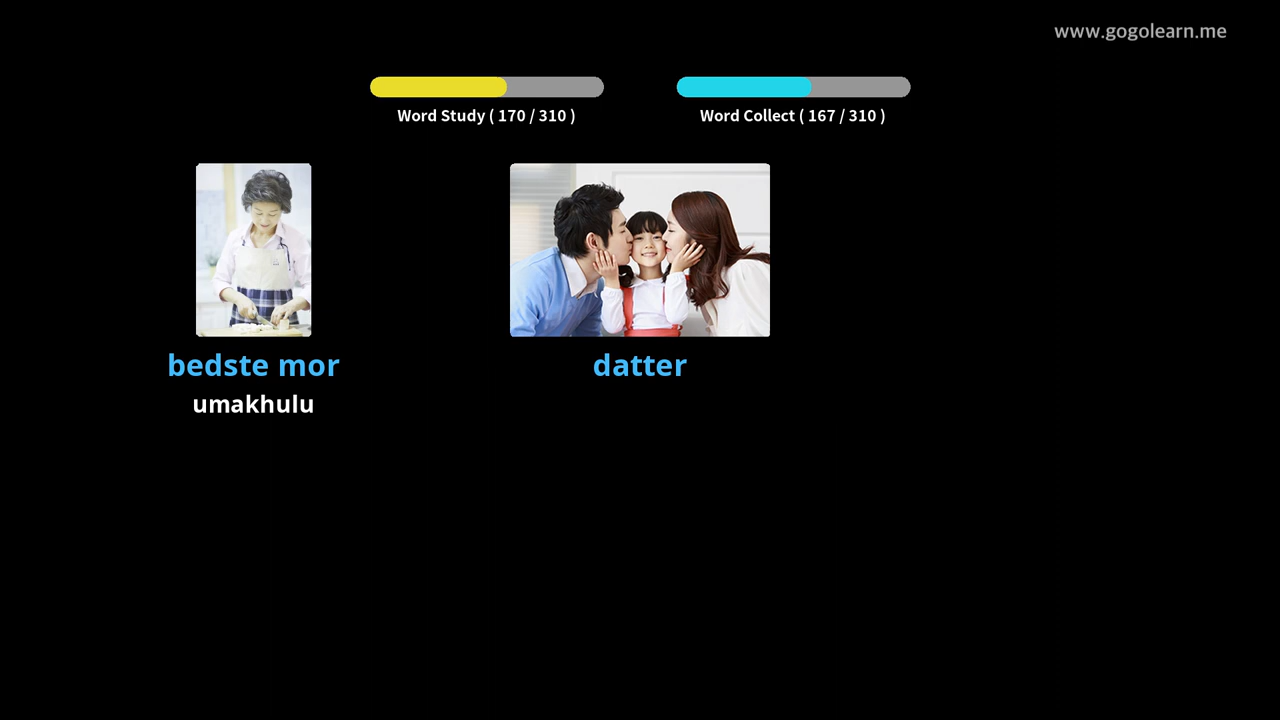 www.gogolearn.me
Word Study ( 170 / 310 )
Word Collect ( 167 / 310 )
bedste mor
umakhulu
datter